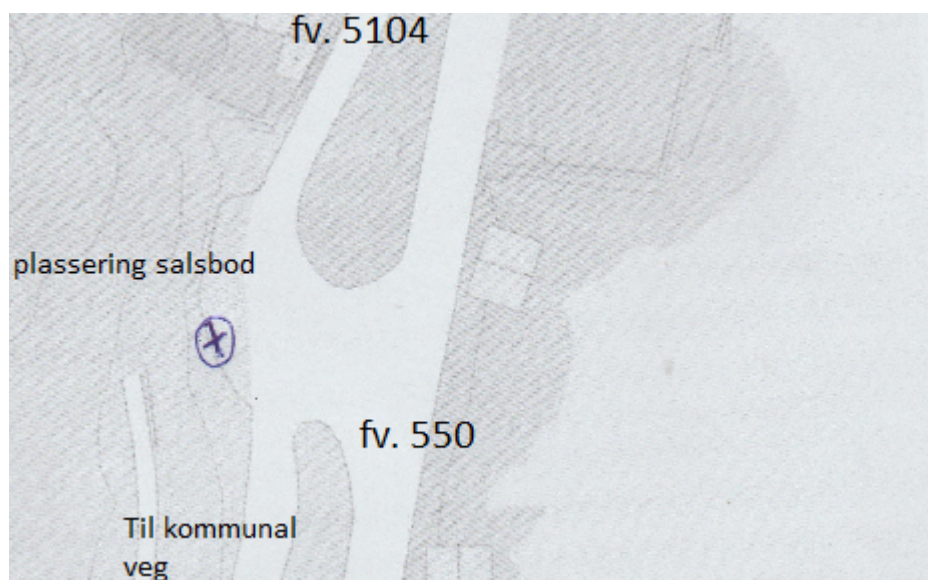 fv. 5104
plassering salsbod
fv. 550
Til kommunal
veg